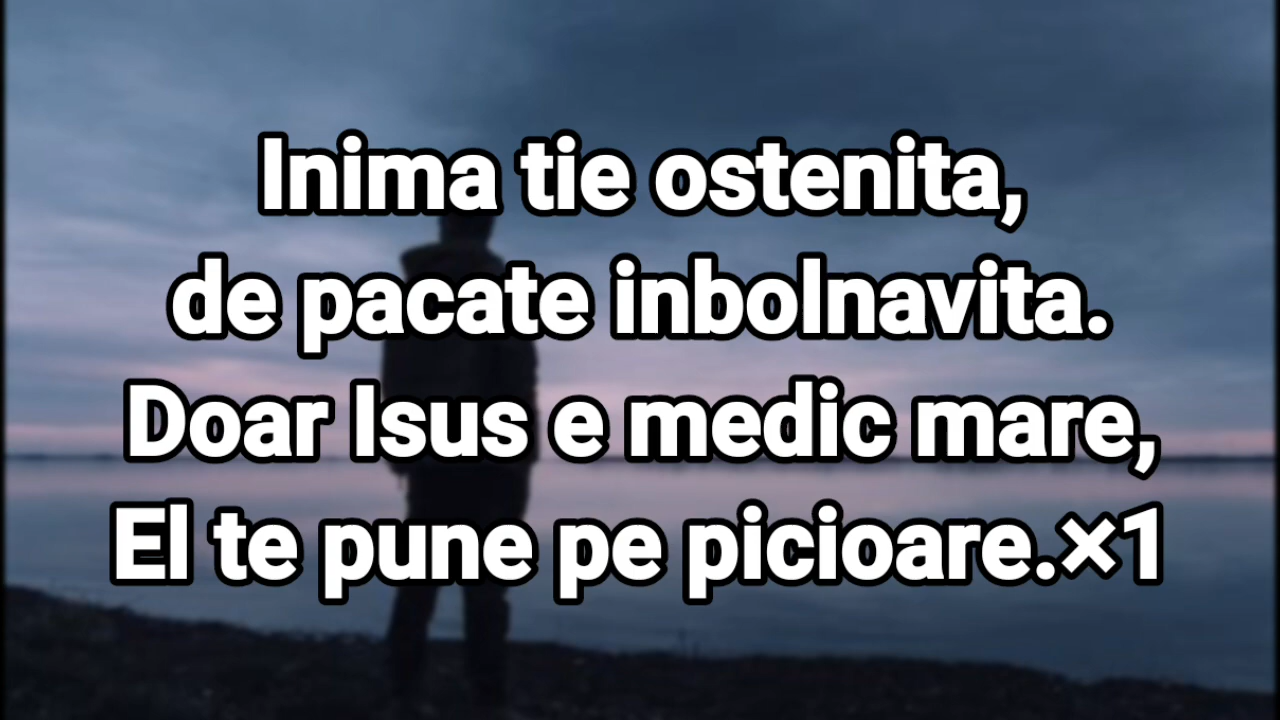 Inima tie ostenita,
de pacate inbolnavita.
Doar Isus e medic mare,
El te pune pe picioare.×1